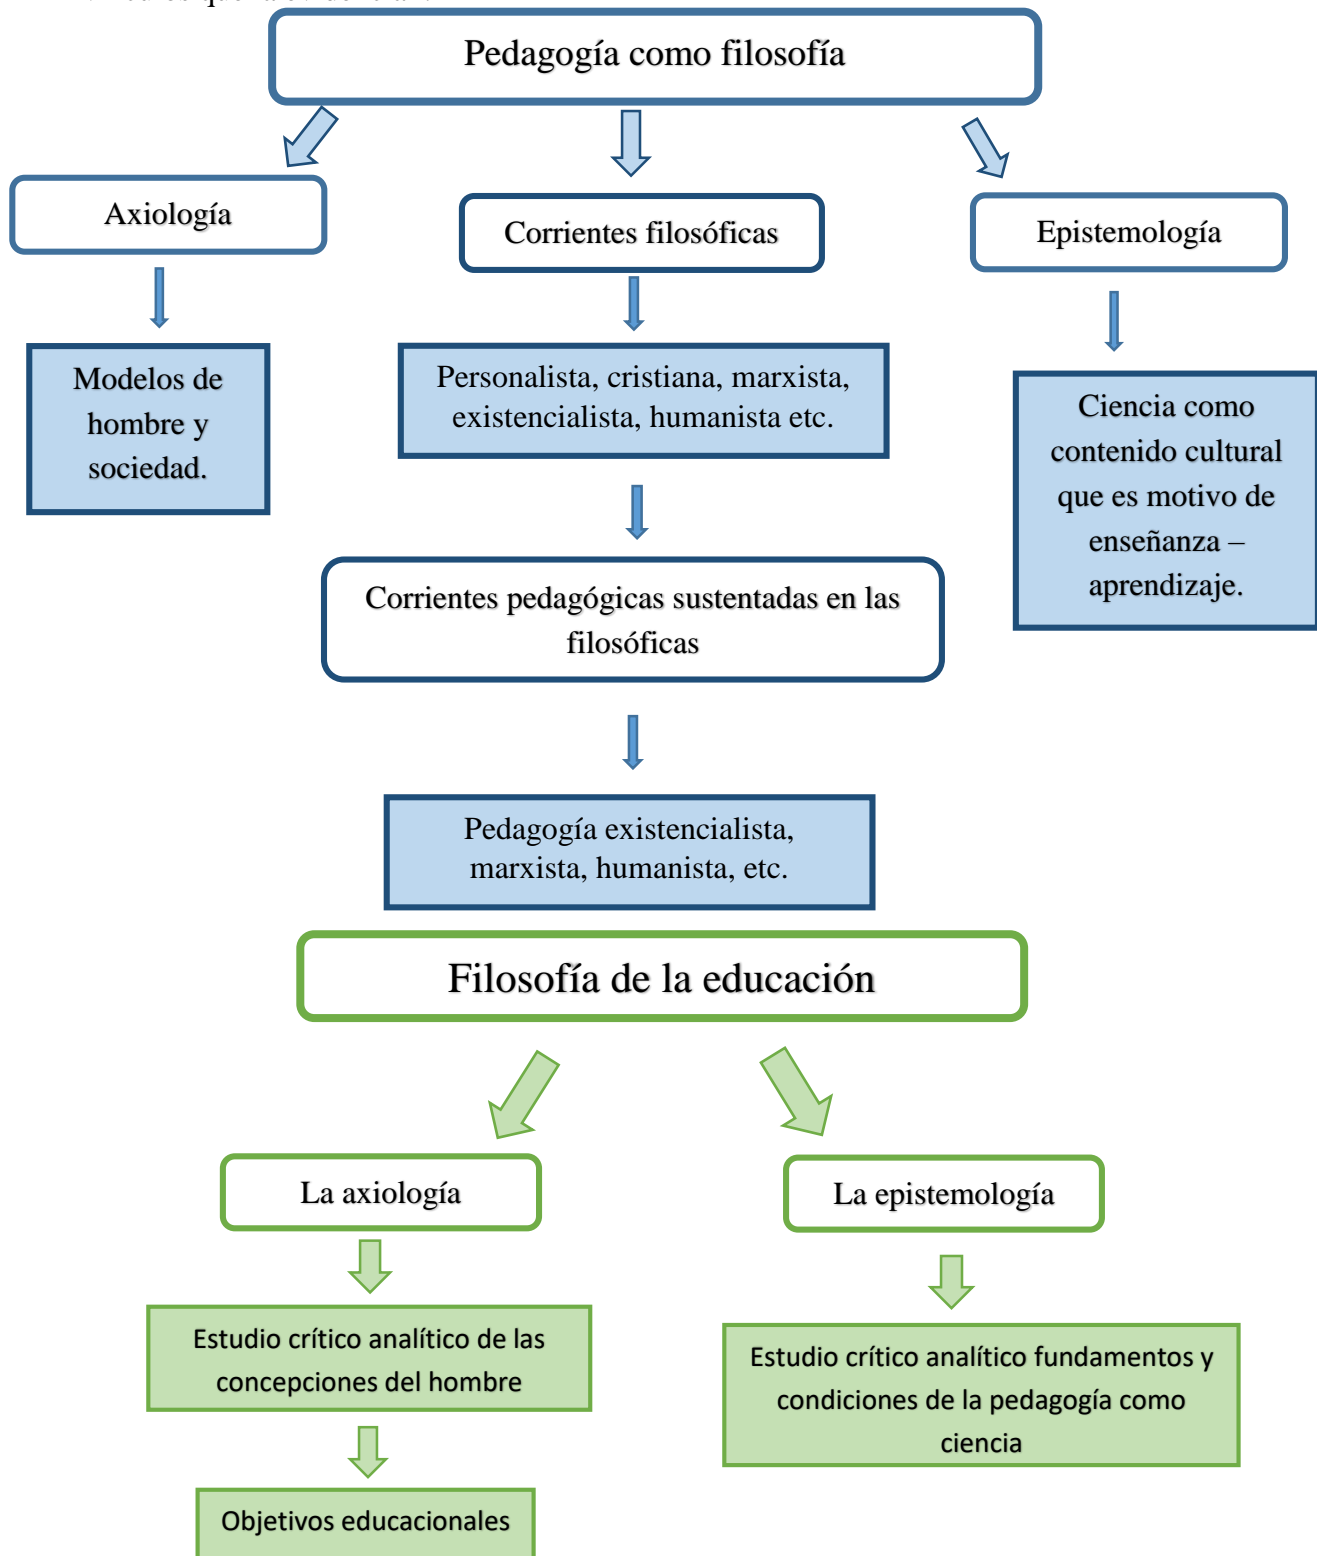 Pedagogía como filosofía
Axiología
Corrientes filosóficas
Epistemología
Modelos de
hombre y
sociedad.
Personalista, cristiana, marxista,
existencialista, humanista etc.
Ciencia como
contenido cultural
que es motivo de
enseñanza –
aprendizaje.
Corrientes pedagógicas sustentadas en las
filosóficas
Pedagogía existencialista,
marxista, humanista, etc.
Filosofía de la educación
La axiología
La epistemología
Estudio crítico analítico de las
concepciones del hombre
Estudio crítico analítico fundamentos y
condiciones de la pedagogía como
ciencia
Objetivos educacionales